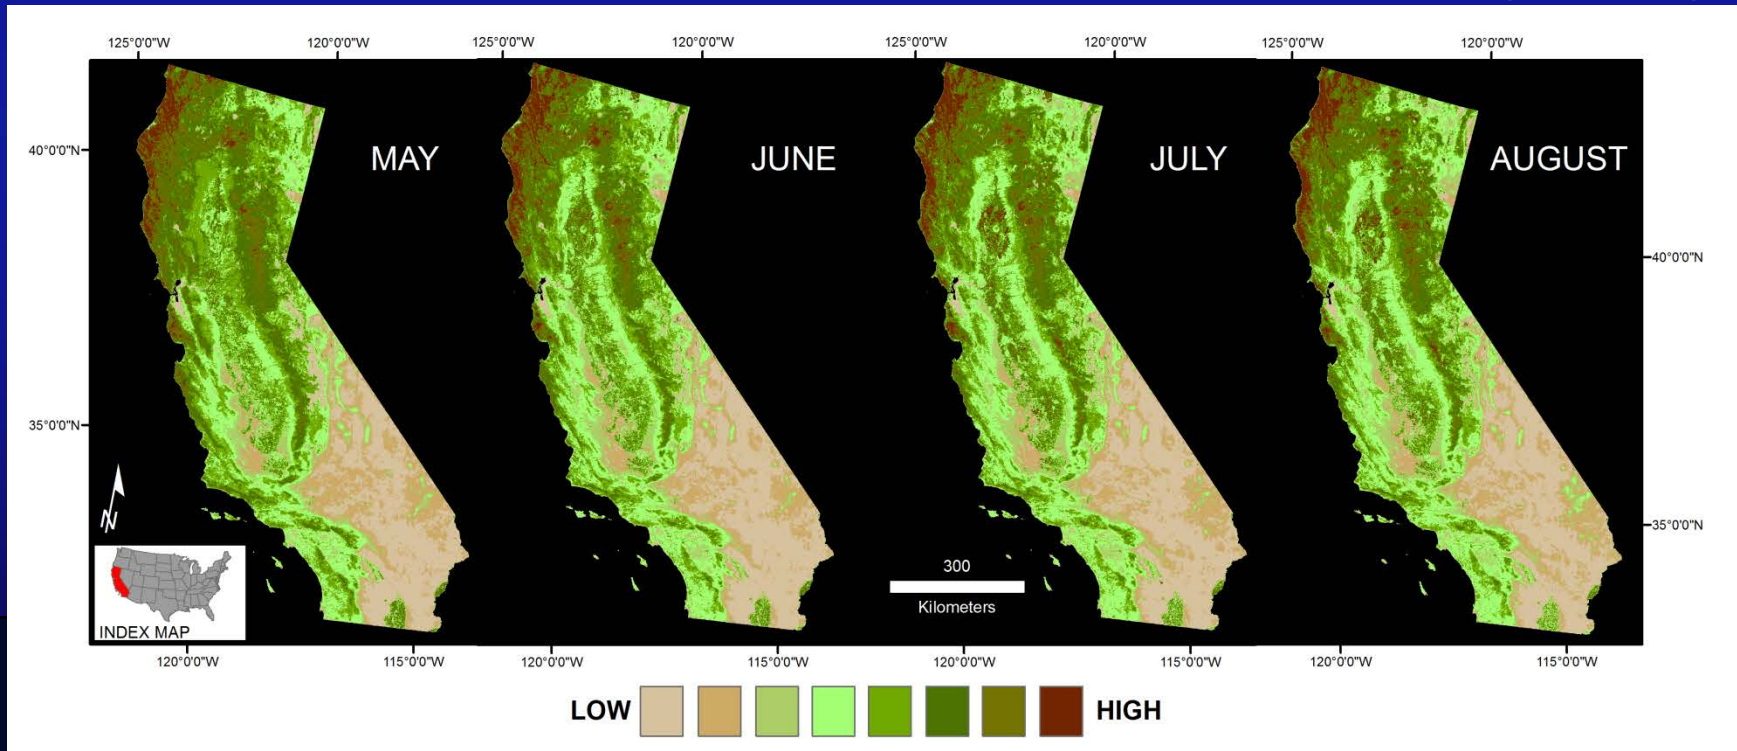 125°0'0"W 120°0'0"W 125°0'0"W 120°0'0"W 125°0'0"W 120°0'0"W 125°0'0"W 120°0'0"W
40°0'0"N
MAY JUNE JULY AUGUST
40°0'0"N
35°0'0"N
N
35°0'0"N
300
Kilometers
INDEX MAP
120°0'0"W 115°0'0"W 120°0'0"W 115°0'0"W 120°0'0"W 115°0'0"W 120°0'0"W 115°0'0"W
LOW HIGH